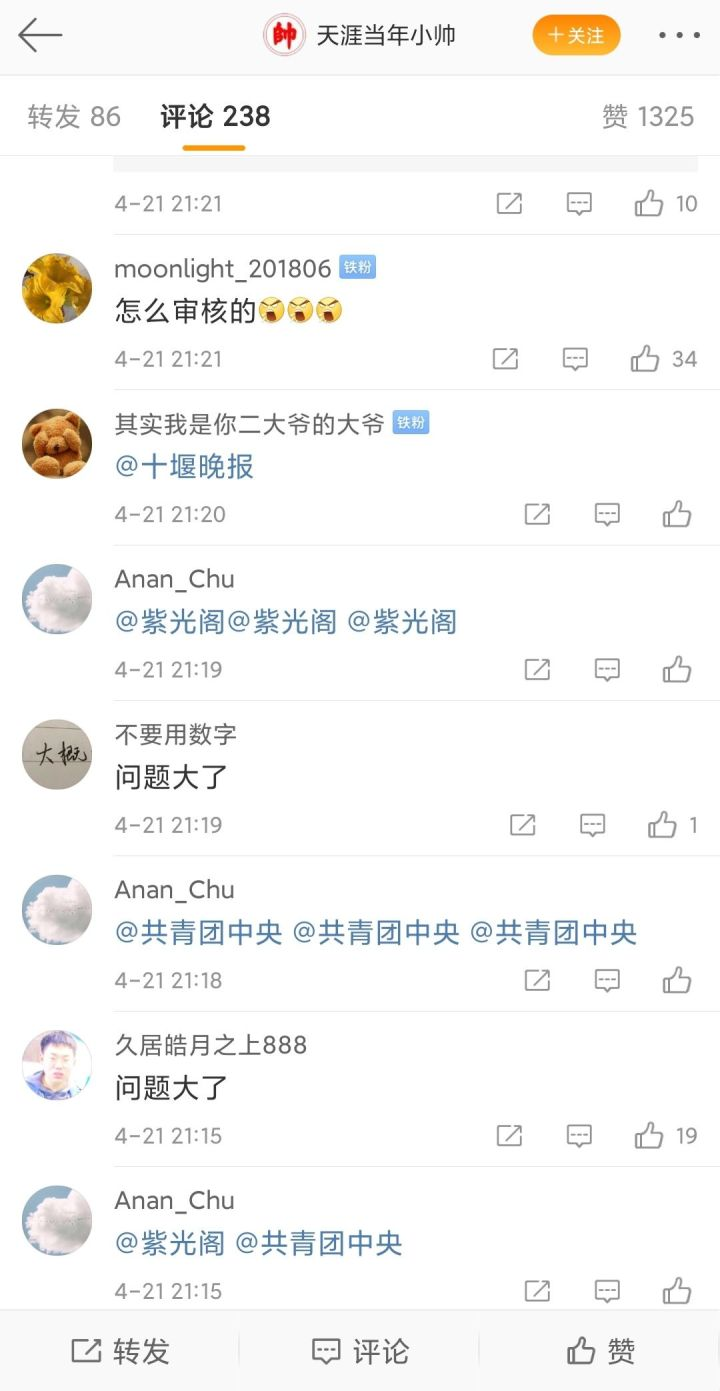 帥 天涯当年小帅 +关注
转发 86 评论 238 赞 1325
4-21 21:21 10
moonlight_201806 铁粉
怎么审核的
4-21 21:21 34
其实我是你二大爷的大爷 铁粉
@十堰晚报
4-21 21:20
Anan_Chu
@紫光阁@紫光阁 @紫光阁
4-21 21:19
大概
不要用数字
问题大了
4-21 21:19 1
Anan_Chu
@共青团中央 @共青团中央 @共青团中央
4-21 21:18
久居皓月之上888
问题大了
4-21 21:15 19
Anan_Chu
@紫光阁 @共青团中央
4-21 21:15
转发 评论 赞